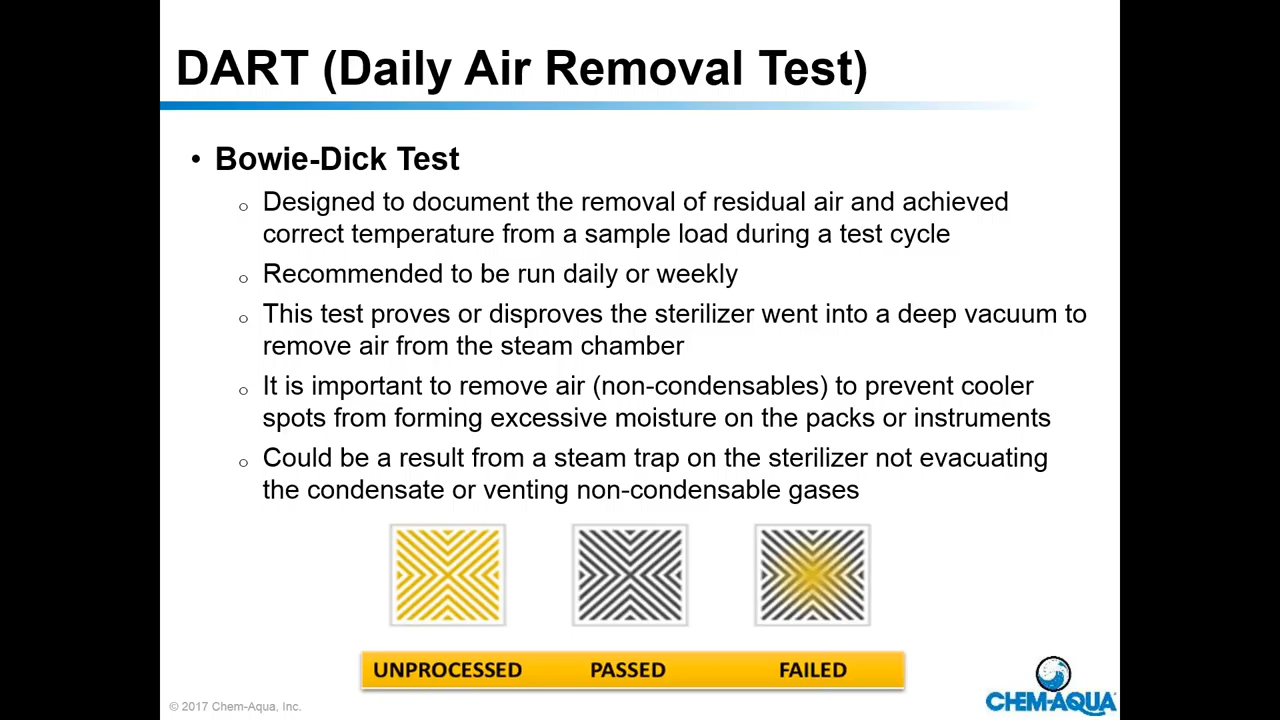 DART (Daily Air Removal Test)
• Bowie-Dick Test
o Designed to document the removal of residual air and achieved
correct temperature from a sample load during a test cycle
o Recommended to be run daily or weekly
o This test proves or disproves the sterilizer went into a deep vacuum to
remove air from the steam chamber
o It is important to remove air (non-condensables) to prevent cooler
spots from forming excessive moisture on the packs or instruments
o Could be a result from a steam trap on the sterilizer not evacuating
the condensate or venting non-condensable gases
UNPROCESSED PASSED FAILED
© 2017 Chem-Aqua, Inc.
CHEM-AQUA